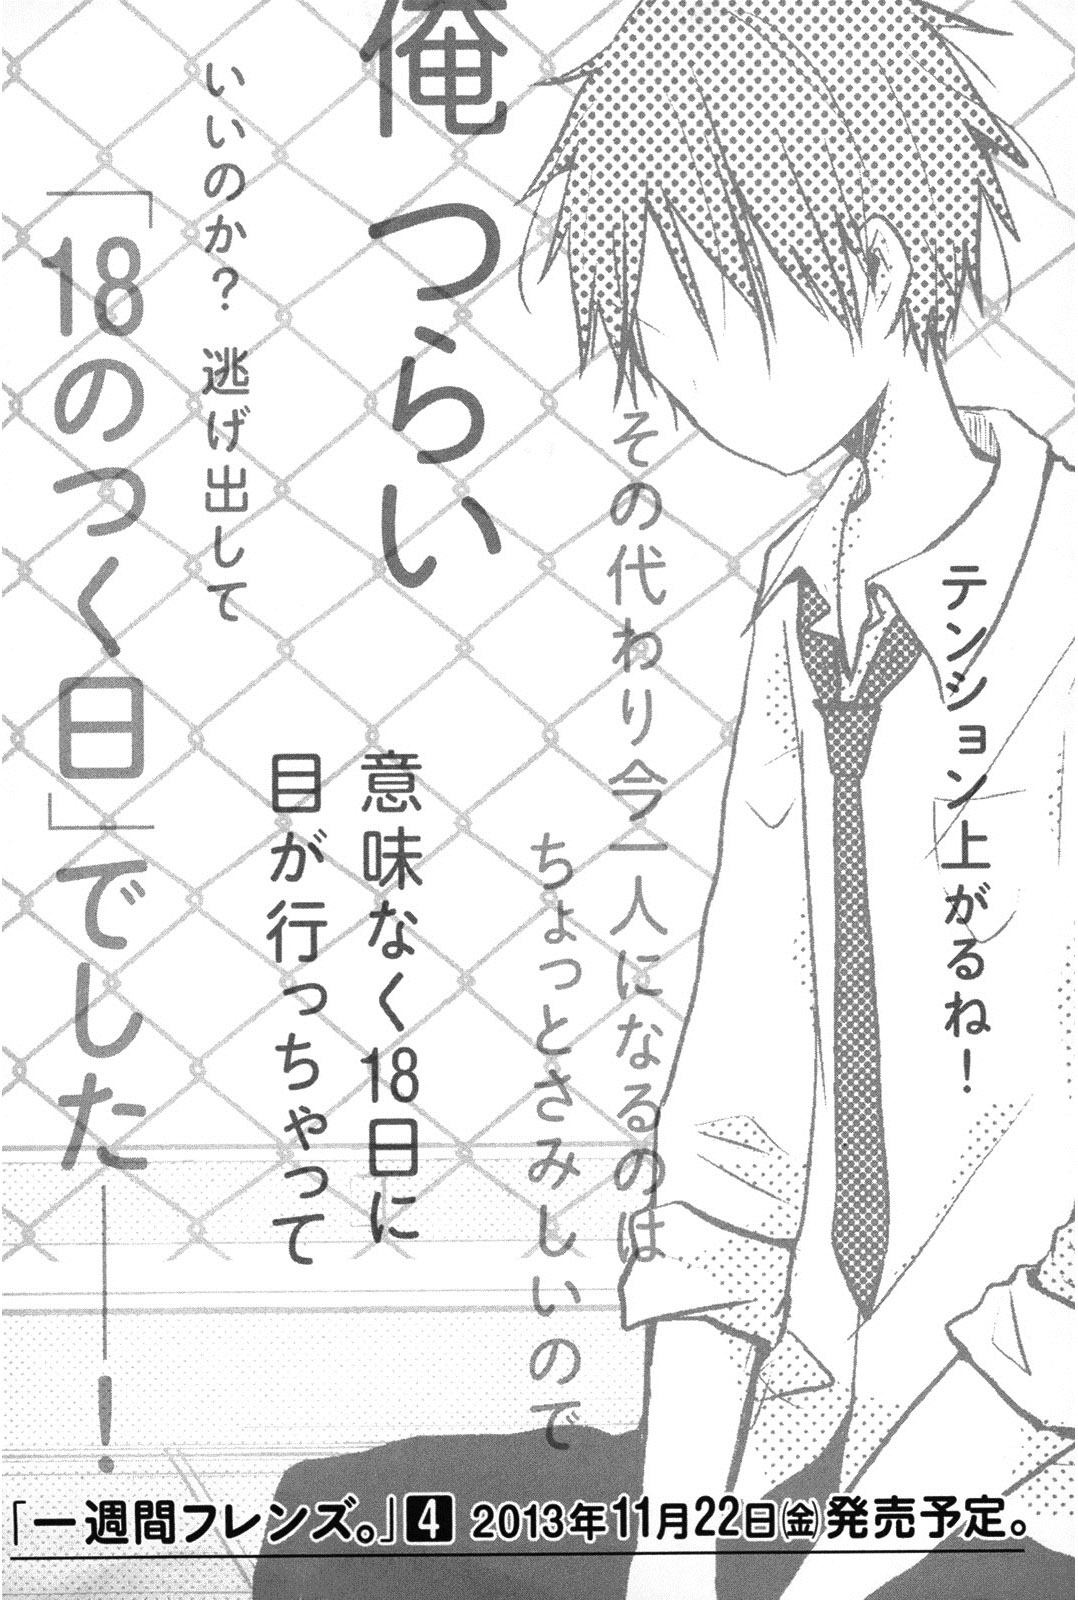 テンション上がるね！
その代わり今一人になるのは
ちょっとさみしいので
俺つらい
意味なく18日に
目が行っちゃって
いいのか？ 逃げ出して
「18のつく日」でした――！
「一週間フレンズ。」4 2013年11月22日㈮発売予定。